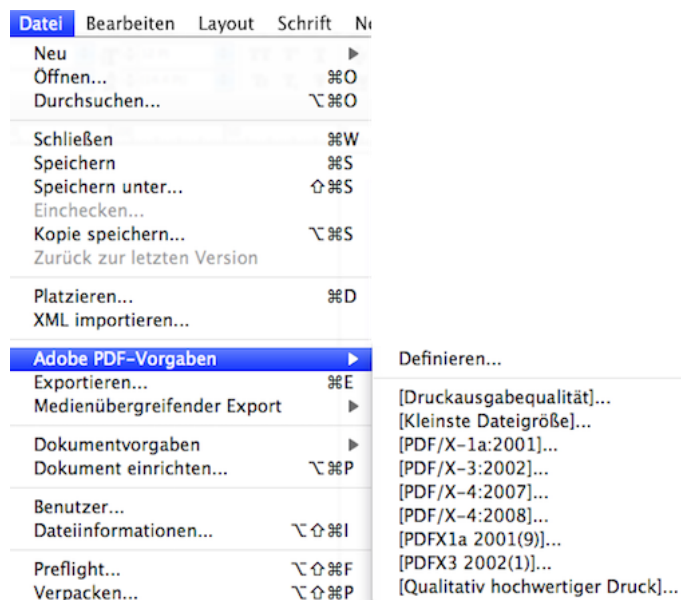 Datei Bearbeiten Layout Schrift
Neu
Öffnen... ⌘O
Durchsuchen... ⌥⌘O
Schließen ⌘W
Speichern ⌘S
Speichern unter... ⇧⌘S
Einchecken...
Kopie speichern... ⌥⌘S
Zurück zur letzten Version
Platzieren... ⌘D
XML importieren...
Adobe PDF-Vorgaben
Definieren...
Exportieren... ⌘E
Medienübergreifender Export
[Druckausgabequalität]...
[Kleinste Dateigröße]...
[PDF/X-1a:2001]...
[PDF/X-3:2002]...
[PDF/X-4:2007]...
[PDF/X-4:2008]...
[PDFX1a 2001(9)]...
[PDFX3 2002(1)]...
[Qualitativ hochwertiger Druck]...
Dokumentvorgaben
Dokument einrichten... ⌥⌘P
Benutzer...
Dateiinformationen... ⌥⇧⌘I
Preflight... ⌥⇧⌘F
Verpacken... ⌥⇧⌘P